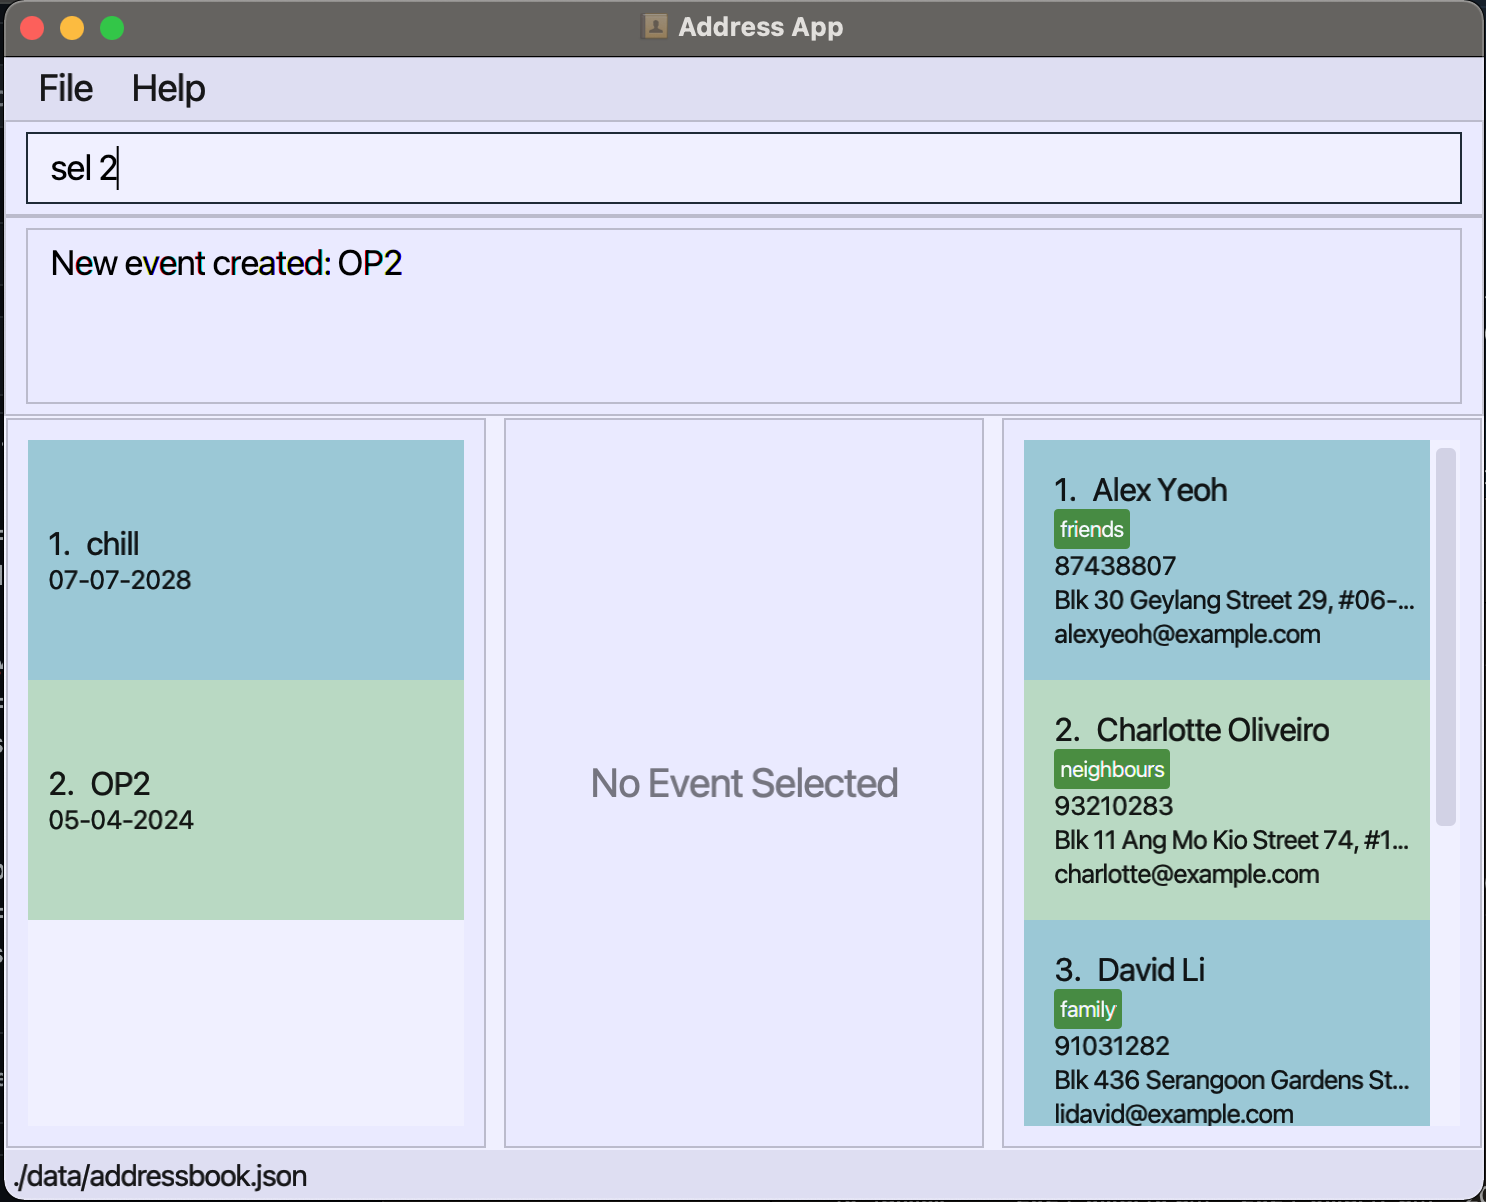 Address App
File Help
sel 2
New event created: OP2
1. chill
07-07-2028
2. OP2
05-04-2024
No Event Selected
1. Alex Yeoh
friends
87438807
Blk 30 Geylang Street 29, #06-...
alexyeoh@example.com
2. Charlotte Oliveiro
neighbours
93210283
Blk 11 Ang Mo Kio Street 74, #1...
charlotte@example.com
3. David Li
family
91031282
Blk 436 Serangoon Gardens St...
lidavid@example.com
./data/addressbook.json